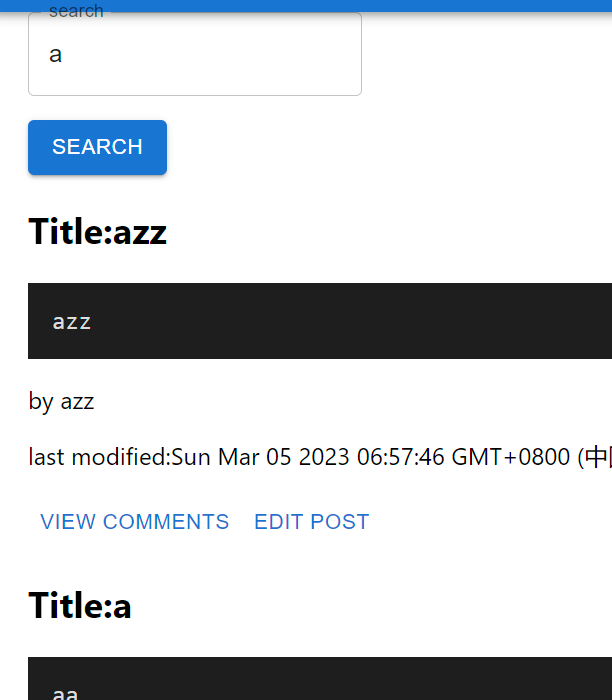 search
a
SEARCH
Title:azz
azz
by azz
last modified:Sun Mar 05 2023 06:57:46 GMT+0800 (中
VIEW COMMENTS EDIT POST
Title:a
aa